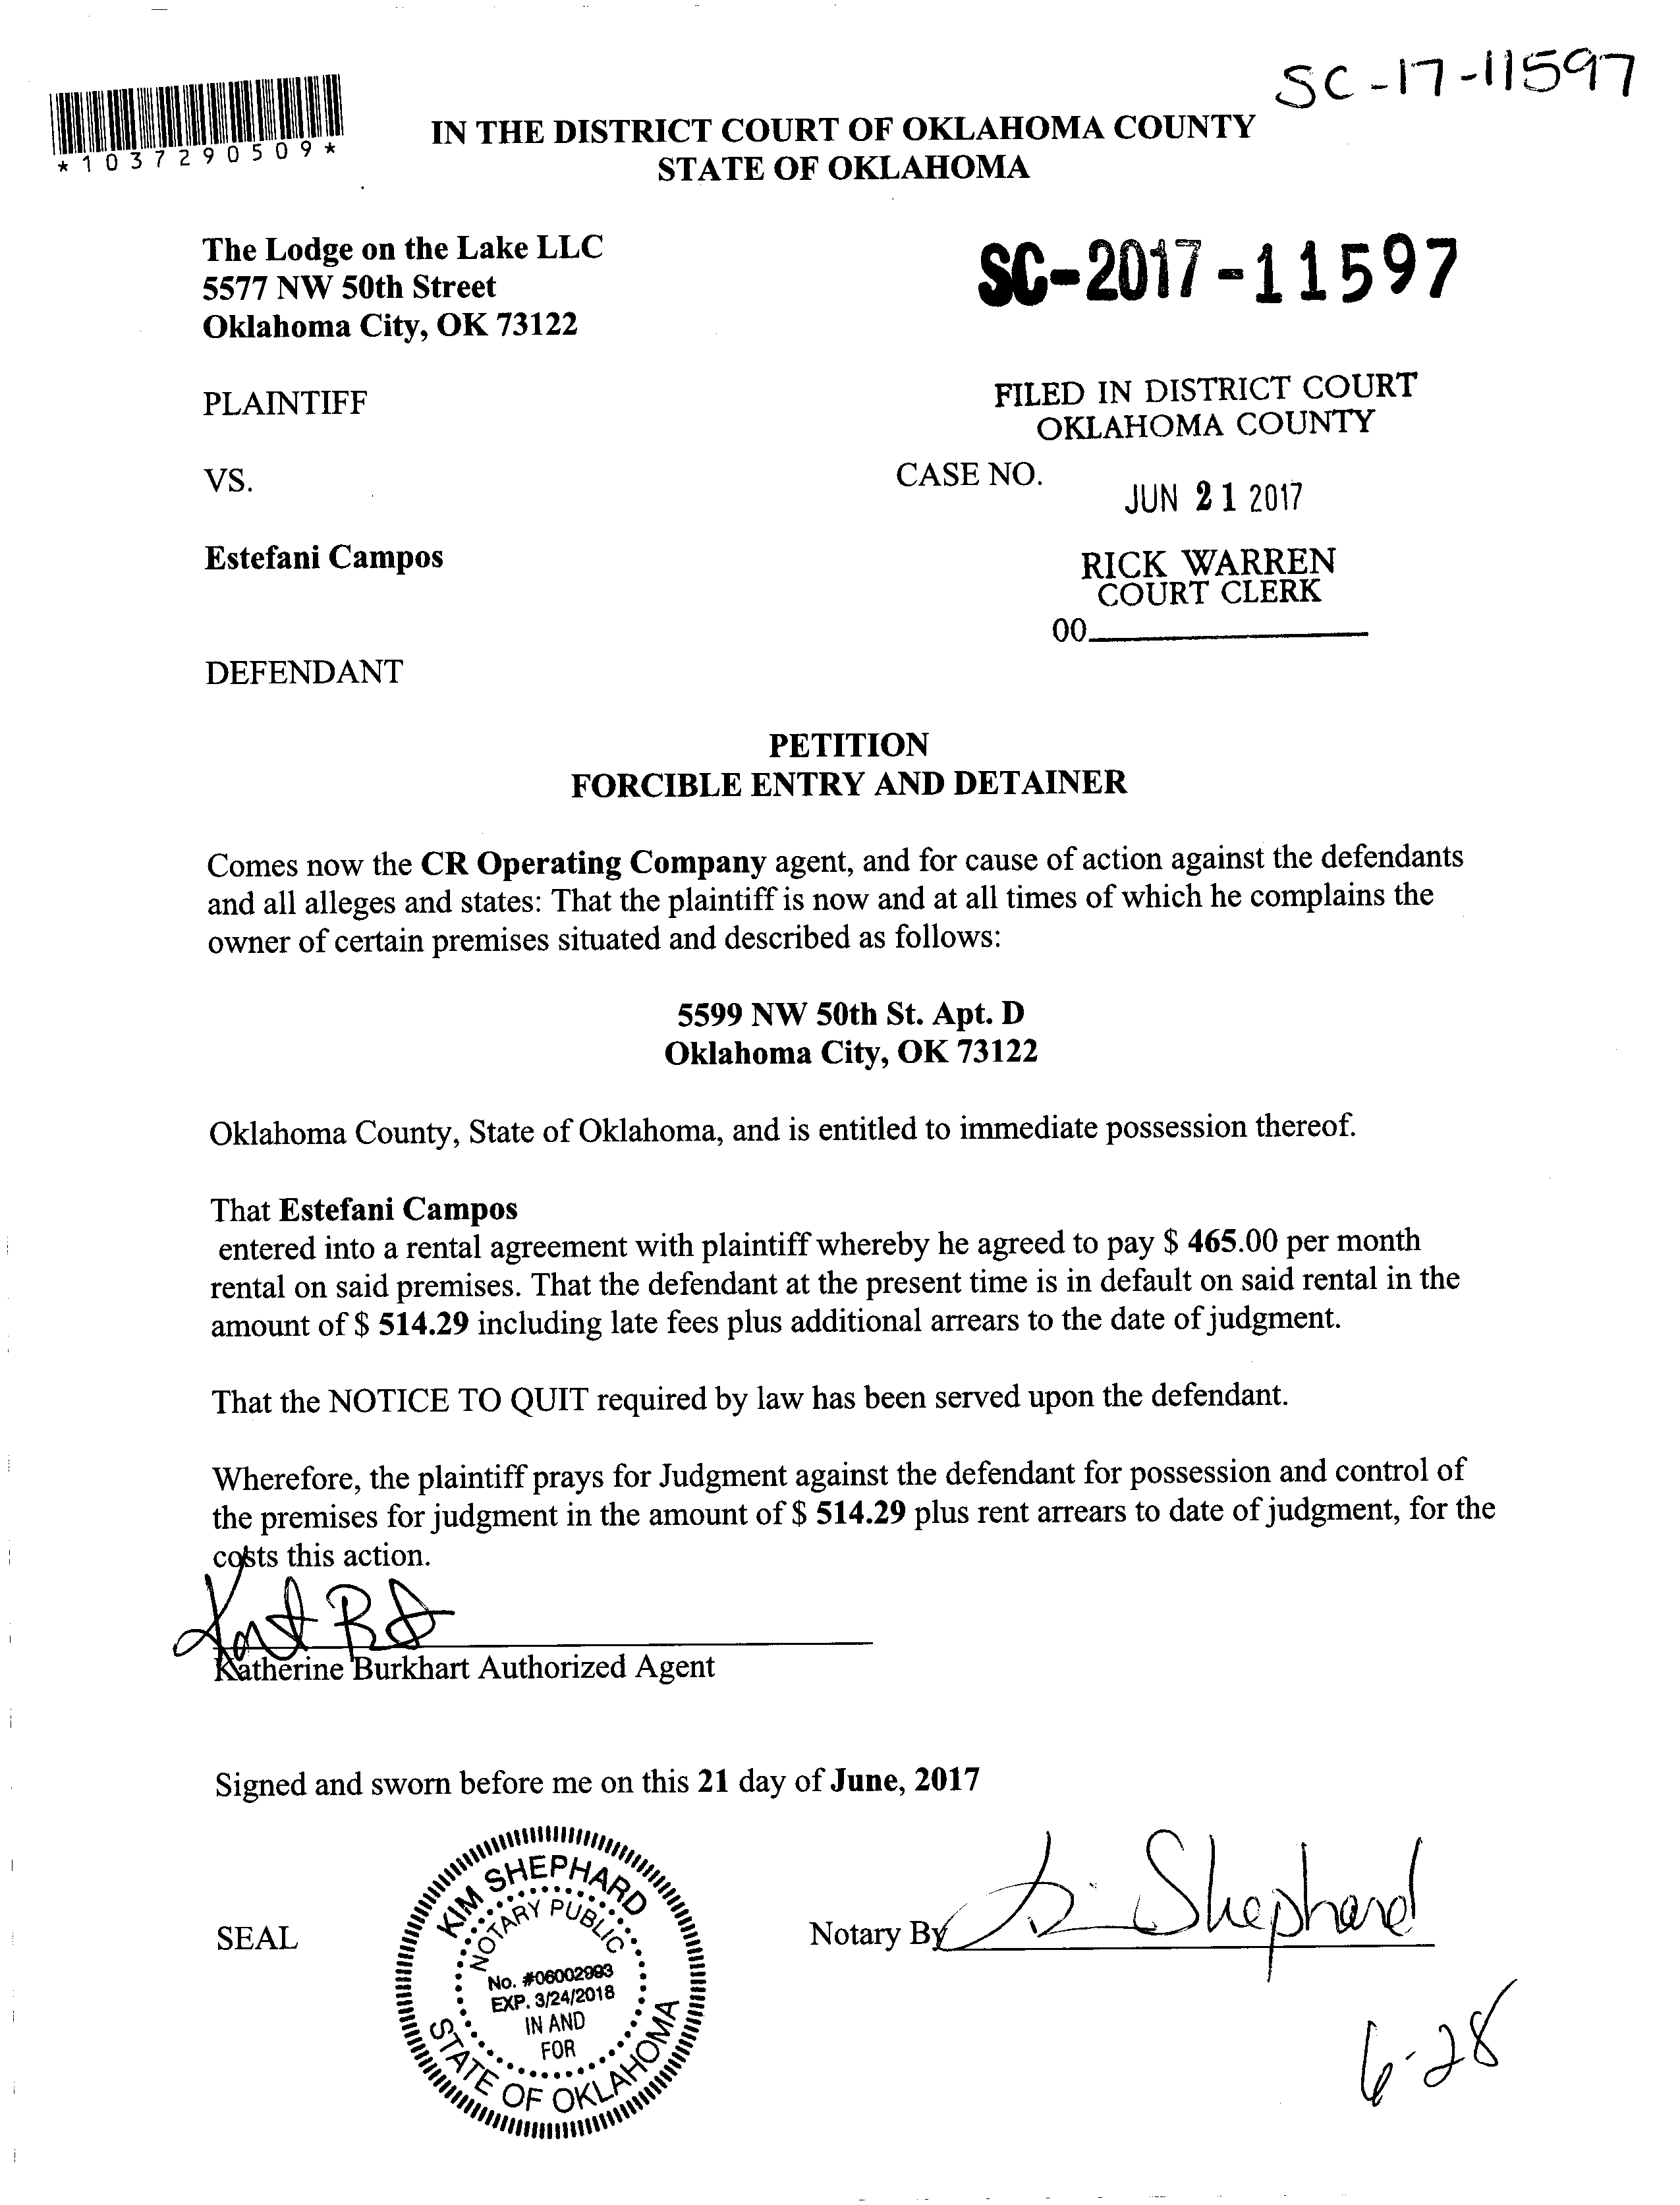 SC-17-11597
*1037290509*
IN THE DISTRICT COURT OF OKLAHOMA COUNTY
STATE OF OKLAHOMA
The Lodge on the Lake LLC
5577 NW 50th Street
Oklahoma City, OK 73122
SC-2017-11597
PLAINTIFF
FILED IN DISTRICT COURT
OKLAHOMA COUNTY
VS.
CASE NO.
JUN 21 2017
Estefani Campos
RICK WARREN
COURT CLERK
00
DEFENDANT
PETITION
FORCIBLE ENTRY AND DETAINER
Comes now the CR Operating Company agent, and for cause of action against the defendants
and all alleges and states: That the plaintiff is now and at all times of which he complains the
owner of certain premises situated and described as follows:
5599 NW 50th St. Apt. D
Oklahoma City, OK 73122
Oklahoma County, State of Oklahoma, and is entitled to immediate possession thereof.
That Estefani Campos
entered into a rental agreement with plaintiff whereby he agreed to pay $ 465.00 per month
rental on said premises. That the defendant at the present time is in default on said rental in the
amount of $ 514.29 including late fees plus additional arrears to the date of judgment.
That the NOTICE TO QUIT required by law has been served upon the defendant.
Wherefore, the plaintiff prays for Judgment against the defendant for possession and control of
the premises for judgment in the amount of $ 514.29 plus rent arrears to date of judgment, for the
costs this action.
Katherine Burkhart Authorized Agent
Signed and sworn before me on this 21 day of June, 2017
SEAL
KIM SHEPHARD
NOTARY PUBLIC
No. #06002993
EXP. 3/24/2018
IN AND
FOR
STATE OF OKLAHOMA
Notary By
Shephard
6-28